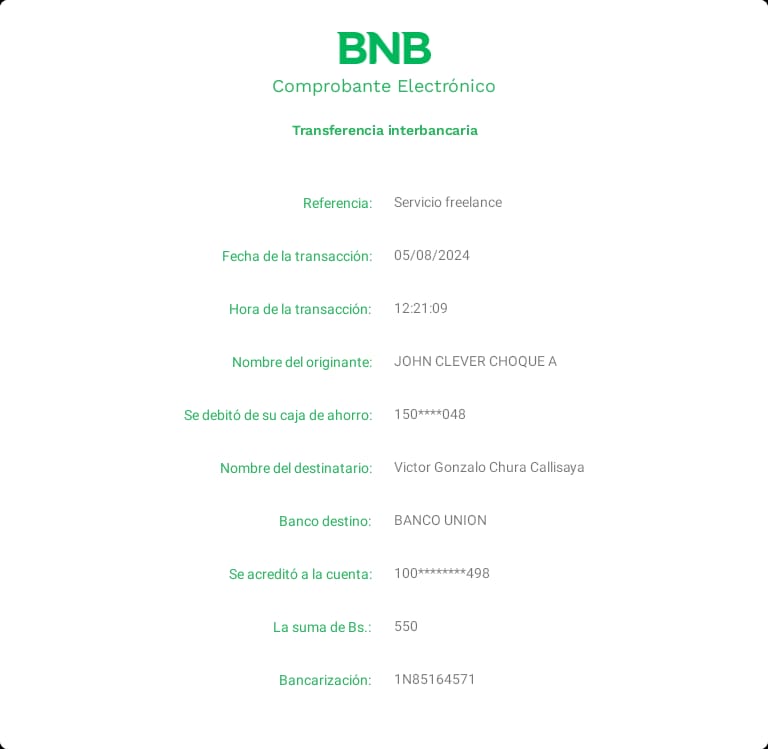 BNB
Comprobante Electrónico
Transferencia interbancaria
Referencia: Servicio freelance
Fecha de la transacción: 05/08/2024
Hora de la transacción: 12:21:09
Nombre del originante: JOHN CLEVER CHOQUE A
Se debitó de su caja de ahorro: 150****048
Nombre del destinatario: Victor Gonzalo Chura Callisaya
Banco destino: BANCO UNION
Se acreditó a la cuenta: 100********498
La suma de Bs.: 550
Bancarización: 1N85164571